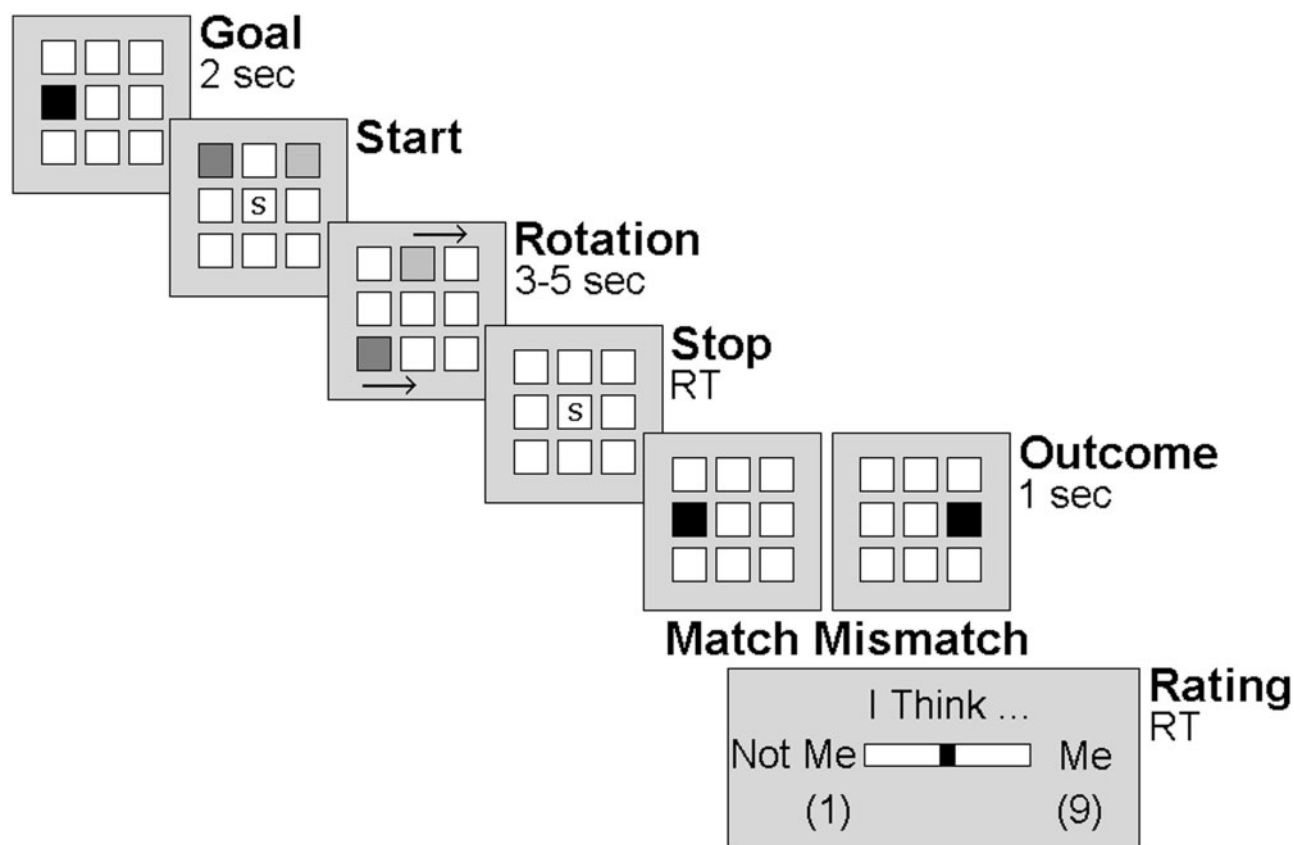 Goal
2 sec
Start
S
Rotation
3-5 sec
Stop
RT
S
Outcome
1 sec
Match Mismatch
Rating
RT
I Think ...
Not Me Me
(1) (9)